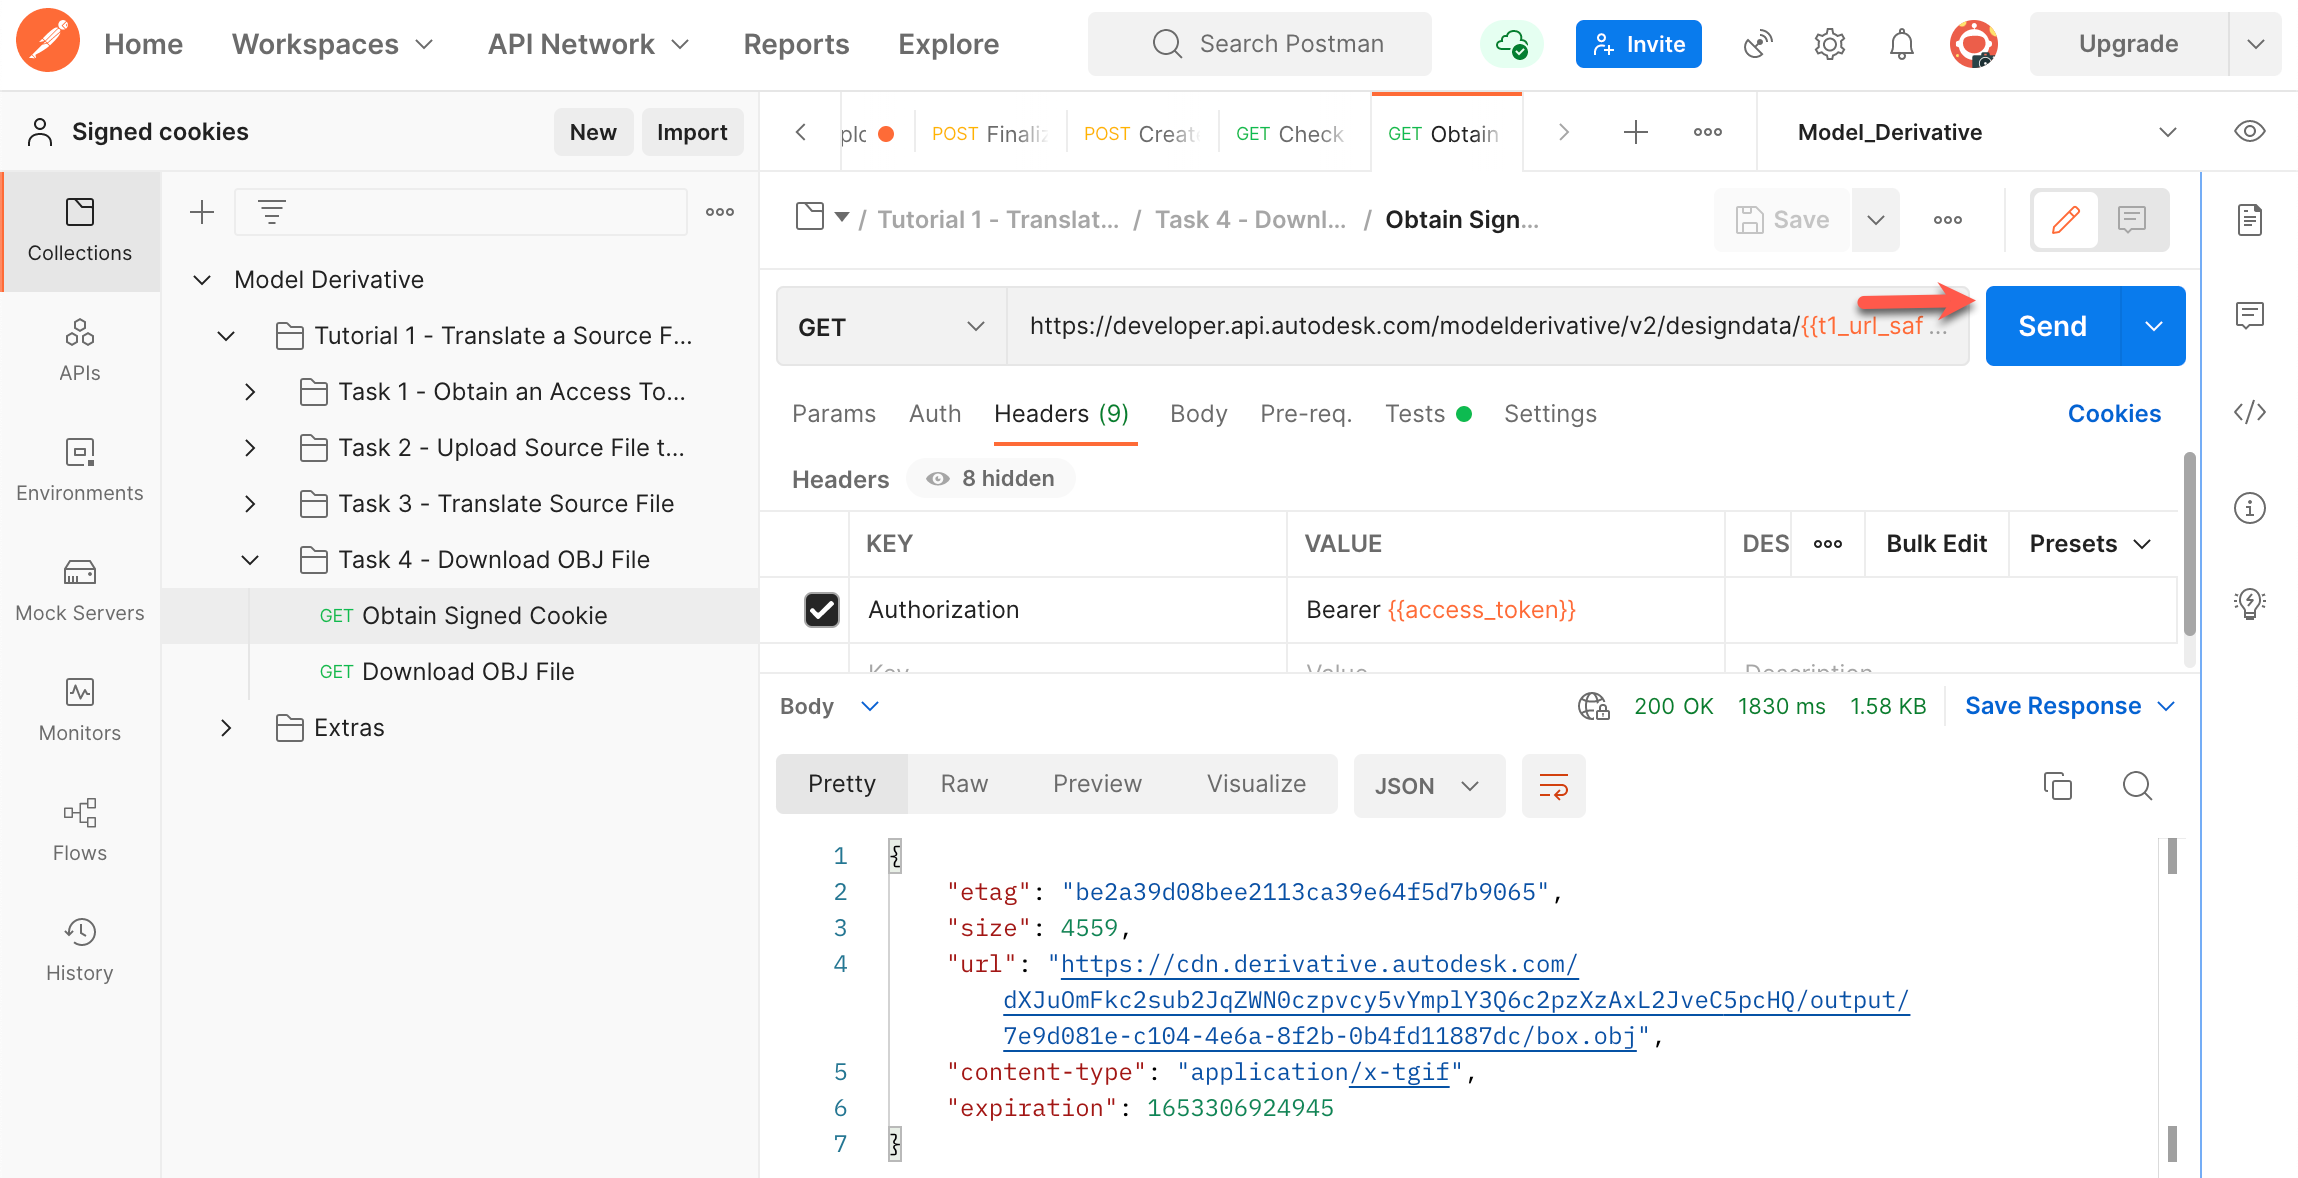 Home Workspaces API Network Reports Explore Search Postman Invite Upgrade
Signed cookies New Import
plo POST Finaliz POST Create GET Check GET Obtain Model_Derivative
Collections
APIs
Environments
Mock Servers
Monitors
Flows
History
Model Derivative
Tutorial 1 - Translate a Source F...
Task 1 - Obtain an Access To...
Task 2 - Upload Source File t...
Task 3 - Translate Source File
Task 4 - Download OBJ File
GET Obtain Signed Cookie
GET Download OBJ File
Extras
/ Tutorial 1 - Translat... / Task 4 - Downl... / Obtain Sign... Save
GET https://developer.api.autodesk.com/modelderivative/v2/designdata/{{t1_url_saf ... Send
Params Auth Headers (9) Body Pre-req. Tests Settings Cookies
Headers 8 hidden
KEY VALUE DES Bulk Edit Presets
Authorization Bearer {{access_token}}
Key Value Description
Body 200 OK 1830 ms 1.58 KB Save Response
Pretty Raw Preview Visualize JSON
1 {
2 "etag": "be2a39d08bee2113ca39e64f5d7b9065",
3 "size": 4559,
4 "url": "https://cdn.derivative.autodesk.com/
dXJuOmFkc2sub2JqZWN0czpvcy5vYmplY3Q6c2pzXzAxL2JveC5pcHQ/output/
7e9d081e-c104-4e6a-8f2b-0b4fd11887dc/box.obj",
5 "content-type": "application/x-tgif",
6 "expiration": 1653306924945
7 }